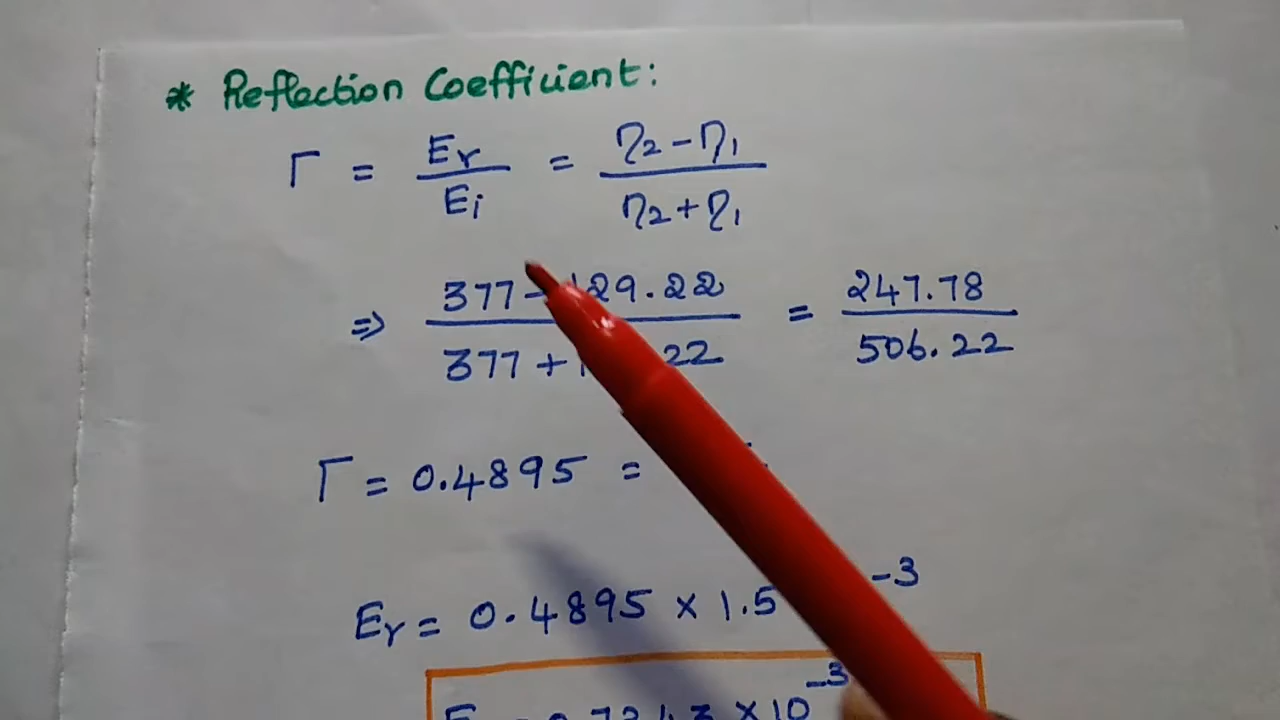 * Reflection Coefficient:
Γ = Er / Ei = η2 - η1 / η2 + η1
⇒ 377 - 129.22 / 377 + 22 = 247.78 / 506.22
Γ = 0.4895 =
Er = 0.4895 × 1.5 -3
×10^-3